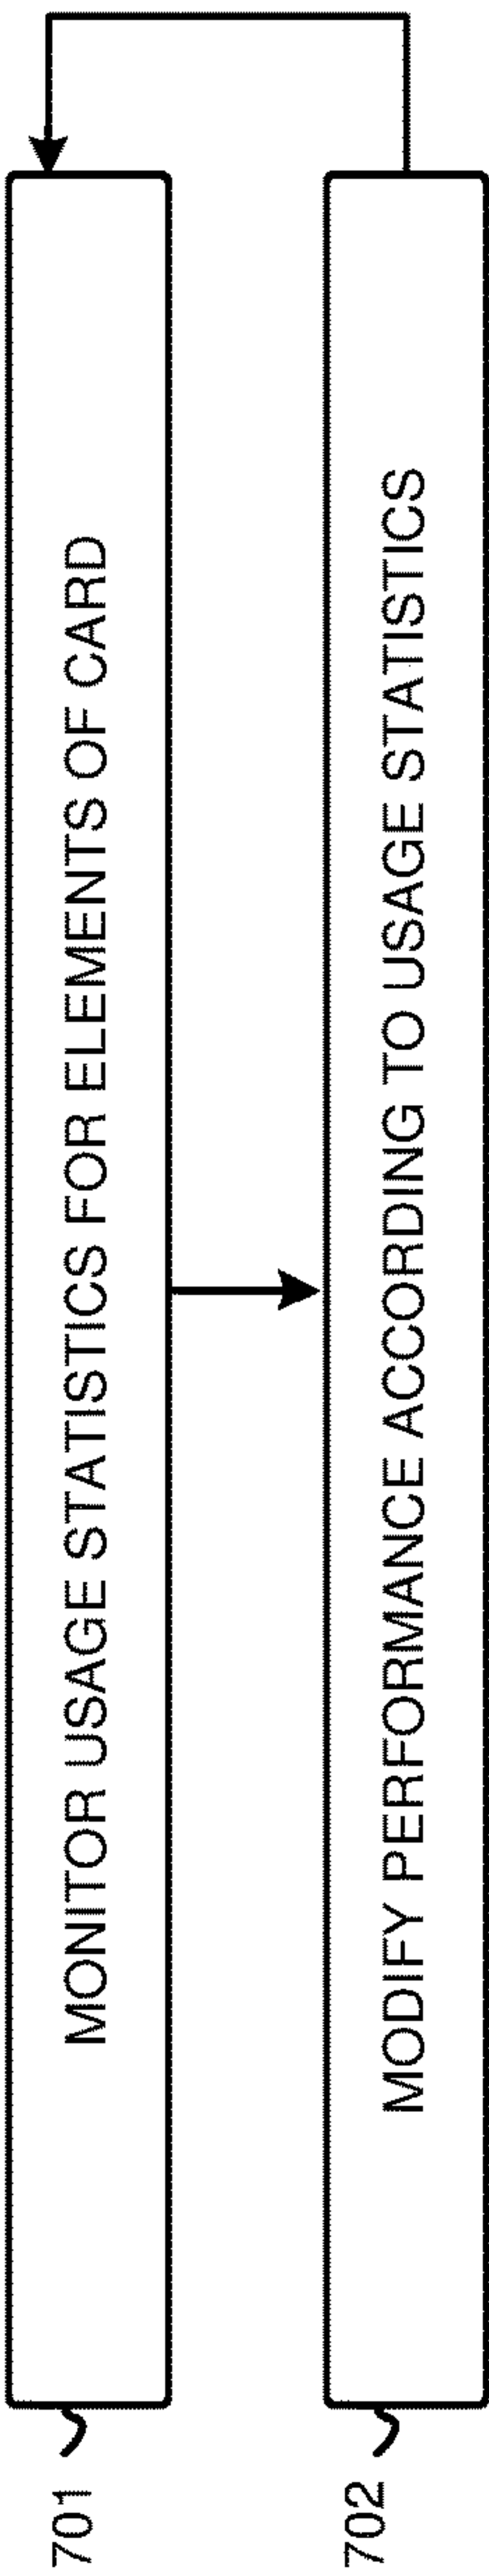 701
MONITOR USAGE STATISTICS FOR ELEMENTS OF CARD
702
MODIFY PERFORMANCE ACCORDING TO USAGE STATISTICS